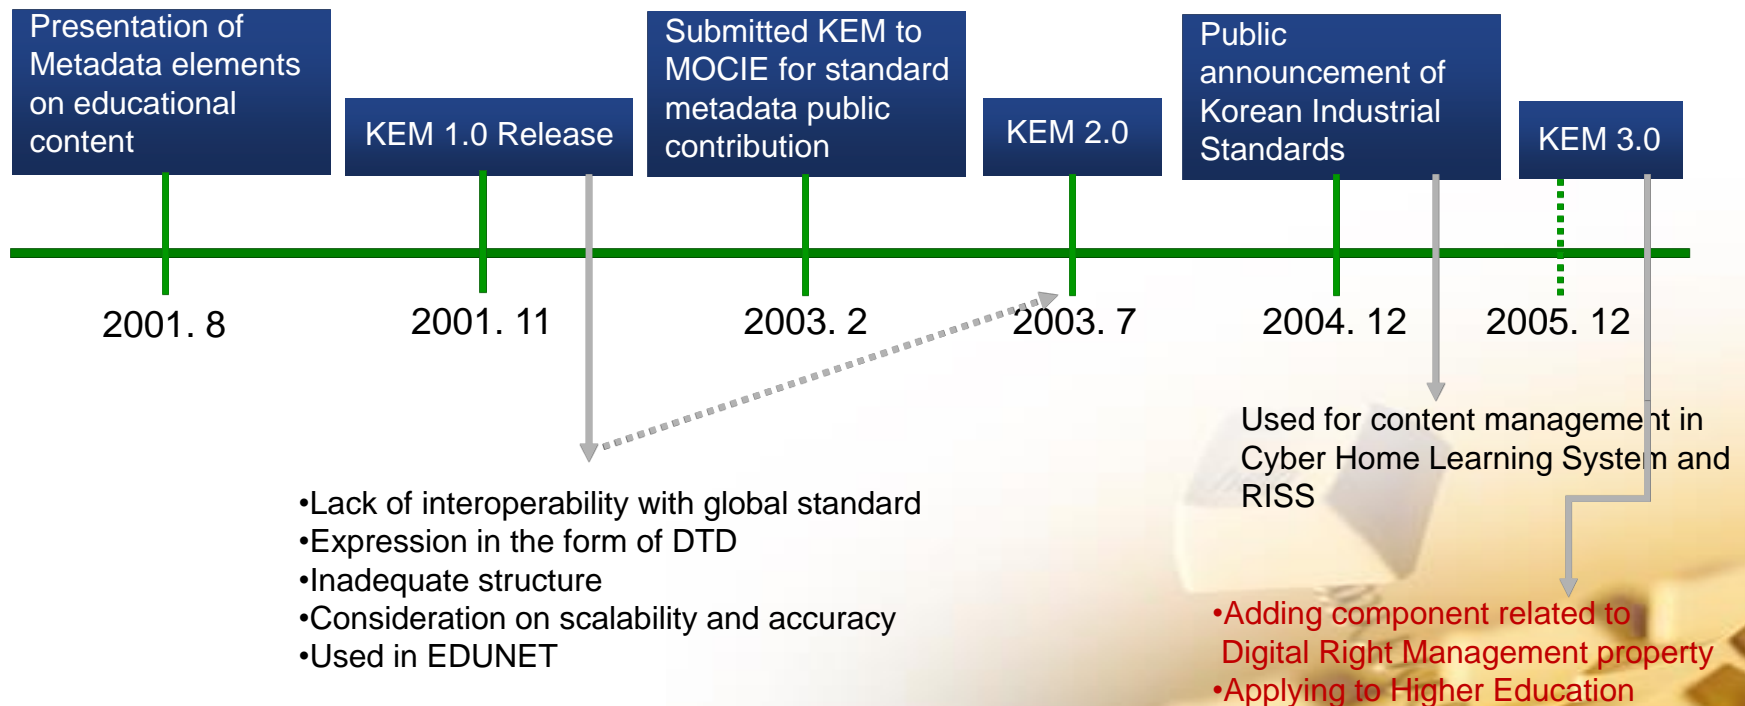 Presentation of
Metadata elements
on educational
content
KEM 1.0 Release
Submitted KEM to
MOCIE for standard
metadata public
contribution
KEM 2.0
Public
announcement of
Korean Industrial
Standards
KEM 3.0
2001. 8
2001. 11
2003. 2
2003. 7
2004. 12
2005. 12
•Lack of interoperability with global standard
•Expression in the form of DTD
•Inadequate structure
•Consideration on scalability and accuracy
•Used in EDUNET
Used for content management in
Cyber Home Learning System and
RISS
•Adding component related to
Digital Right Management property
•Applying to Higher Education